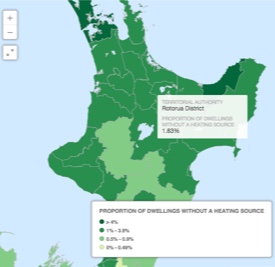 +
−
TERRITORIAL AUTHORITY
Rotorua District
PROPORTION OF DWELLINGS
WITHOUT A HEATING SOURCE
1.83%
PROPORTION OF DWELLINGS WITHOUT A HEATING SOURCE
> 4%
1% - 3.9%
0.5% - 0.9%
0% - 0.49%